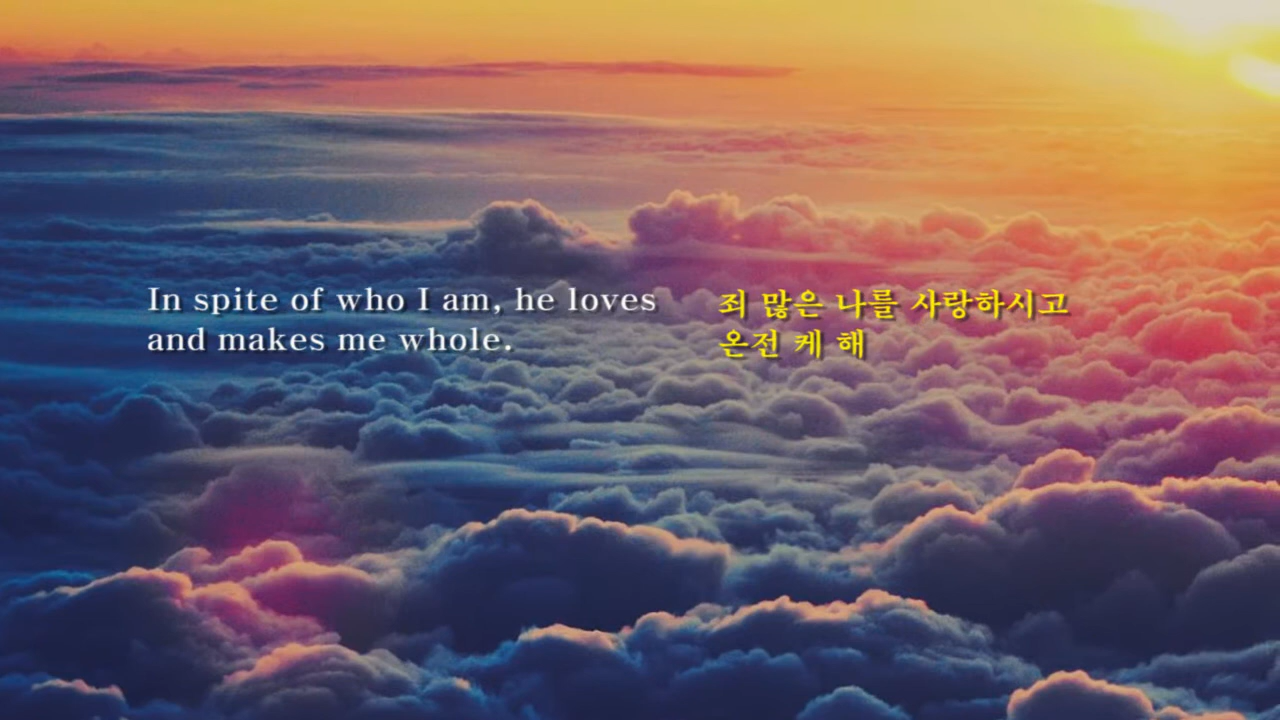 In spite of who I am, he loves
and makes me whole.
죄 많은 나를 사랑하시고
온전 케 해